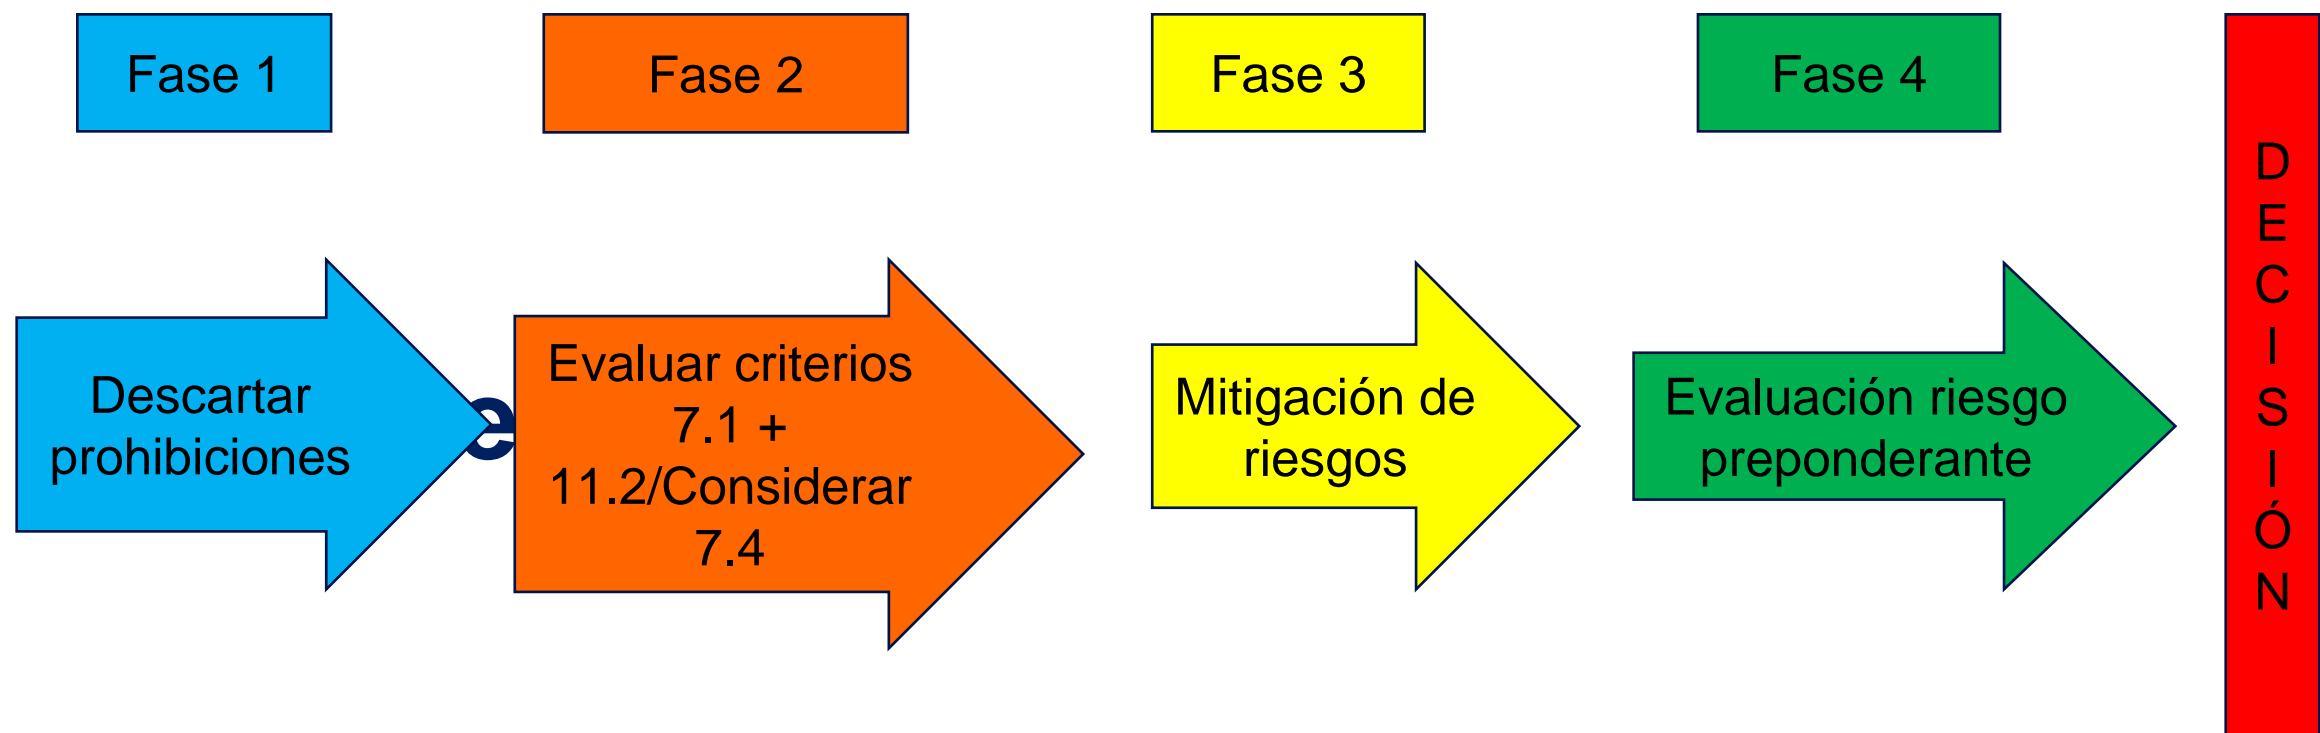 Fase 1
Fase 2
Fase 3
Fase 4
Descartar
prohibiciones
e
Evaluar criterios
7.1 +
11.2/Considerar
7.4
Mitigación de
riesgos
Evaluación riesgo
preponderante
D
E
C
I
S
I
Ó
N